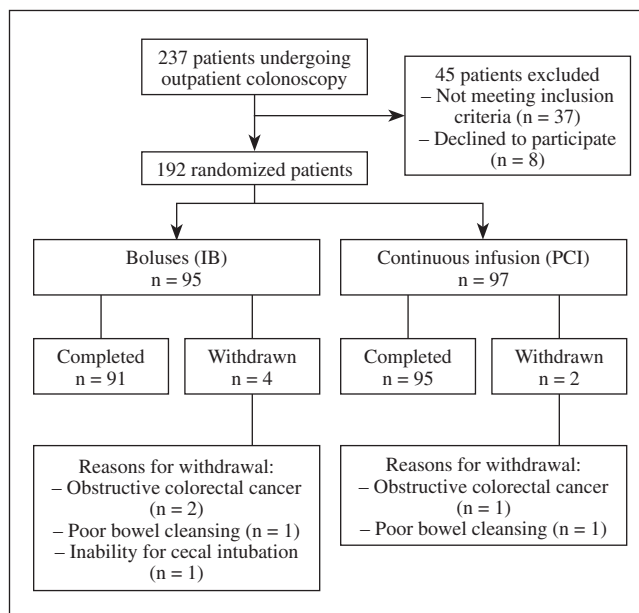 237 patients undergoing
outpatient colonoscopy
45 patients excluded
– Not meeting inclusion
criteria (n = 37)
– Declined to participate
(n = 8)
192 randomized patients
Boluses (IB)
n = 95
Continuous infusion (PCI)
n = 97
Completed
n = 91
Withdrawn
n = 4
Completed
n = 95
Withdrawn
n = 2
Reasons for withdrawal:
– Obstructive colorectal cancer
(n = 2)
– Poor bowel cleansing (n = 1)
– Inability for cecal intubation
(n = 1)
Reasons for withdrawal:
– Obstructive colorectal cancer
(n = 1)
– Poor bowel cleansing (n = 1)